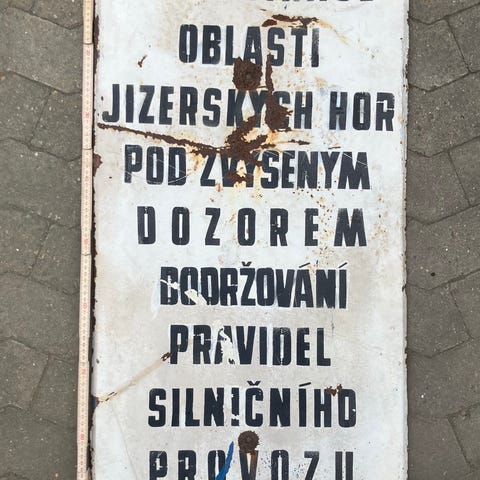 OBLASTI
JIZERSKÝCH HOR
POD ZVÝŠENÝM
DOZOREM
DODRŽOVÁNÍ
PRAVIDEL
SILNIČNÍHO
PROVOZU